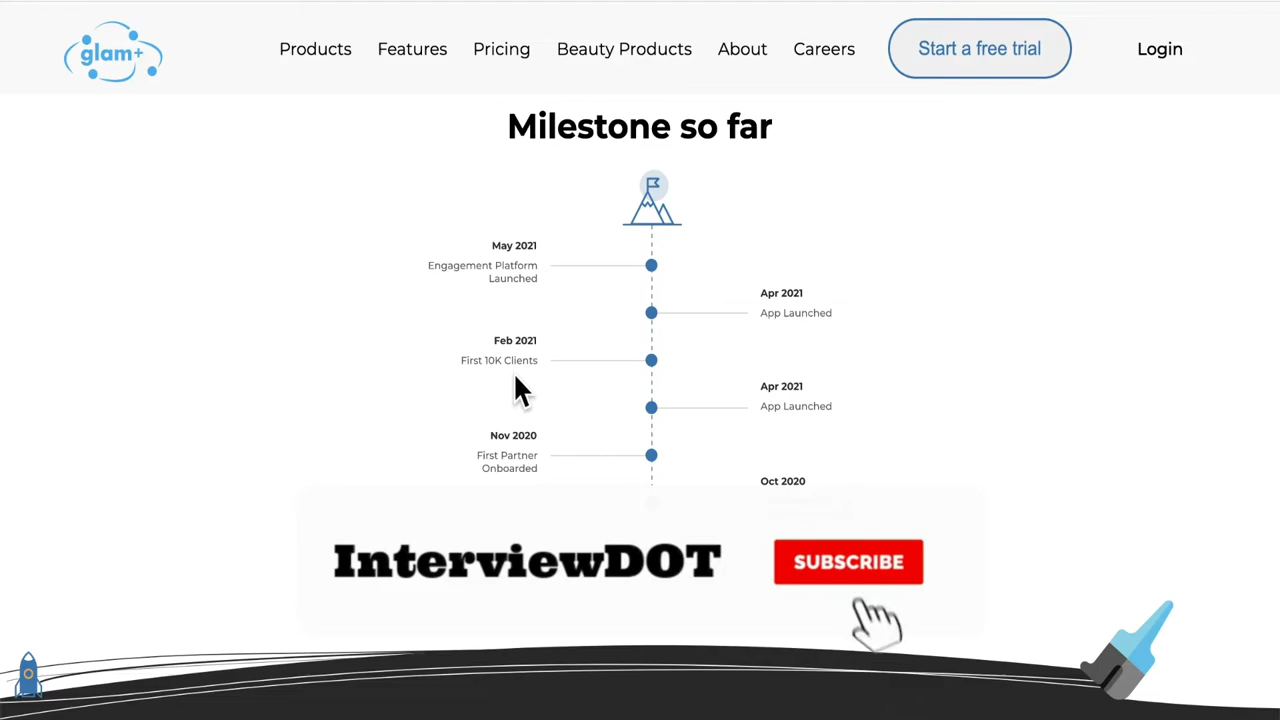 glam+
Products
Features
Pricing
Beauty Products
About
Careers
Start a free trial
Login
Milestone so far
May 2021
Engagement Platform
Launched
Apr 2021
App Launched
Feb 2021
First 10K Clients
Apr 2021
App Launched
Nov 2020
First Partner
Onboarded
Oct 2020
InterviewDOT
SUBSCRIBE